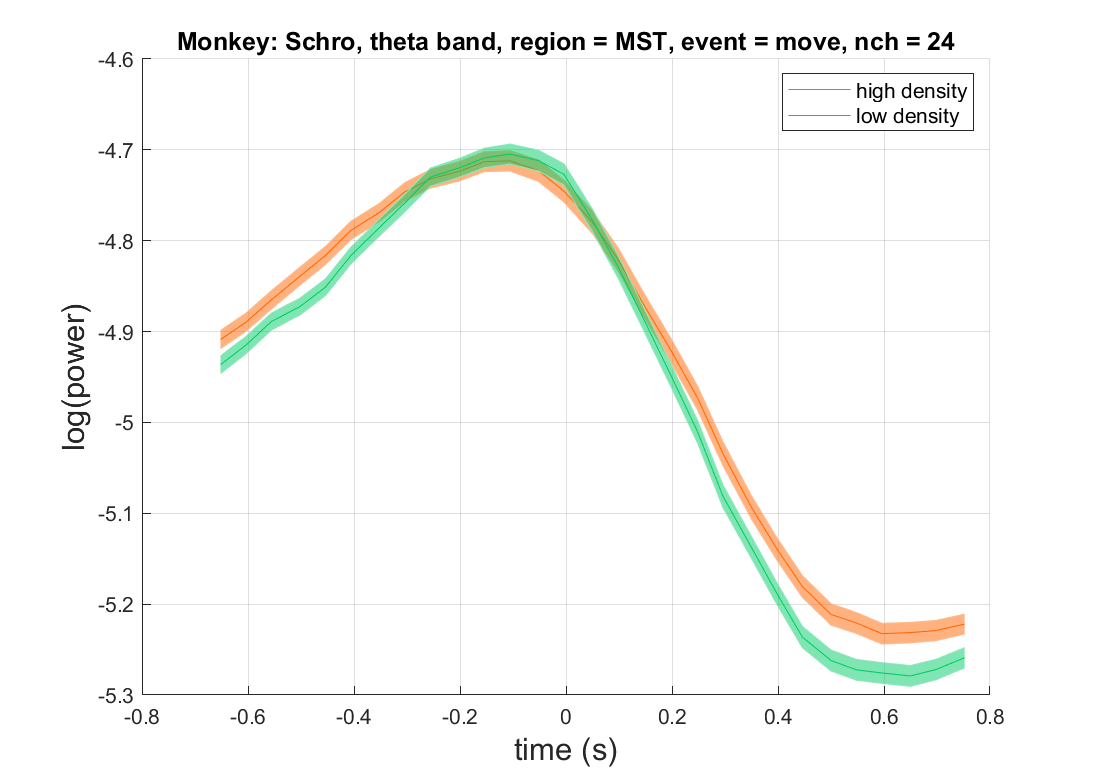 Monkey: Schro, theta band, region = MST, event = move, nch = 24
high density
low density
log(power)
-4.6
-4.7
-4.8
-4.9
-5
-5.1
-5.2
-5.3
-0.8 -0.6 -0.4 -0.2 0 0.2 0.4 0.6 0.8
time (s)